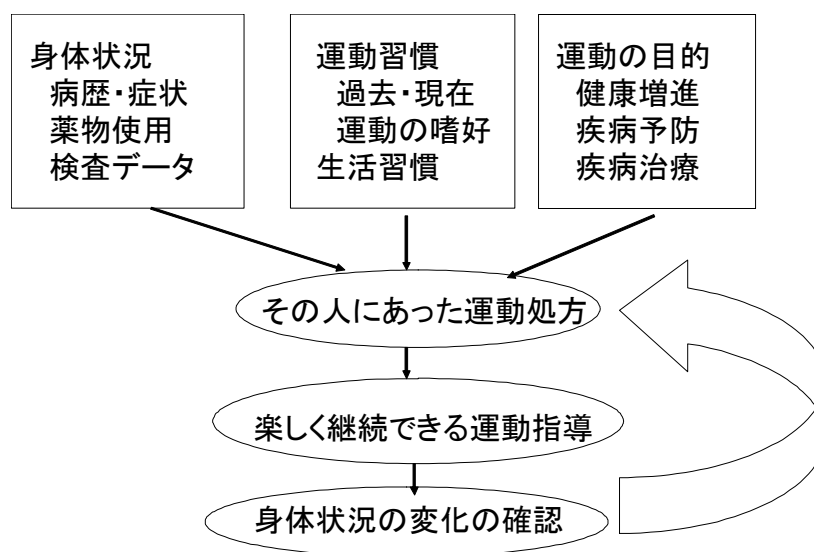 身体状況
病歴・症状
薬物使用
検査データ
運動習慣
過去・現在
運動の嗜好
生活習慣
運動の目的
健康増進
疾病予防
疾病治療
その人にあった運動処方
楽しく継続できる運動指導
身体状況の変化の確認